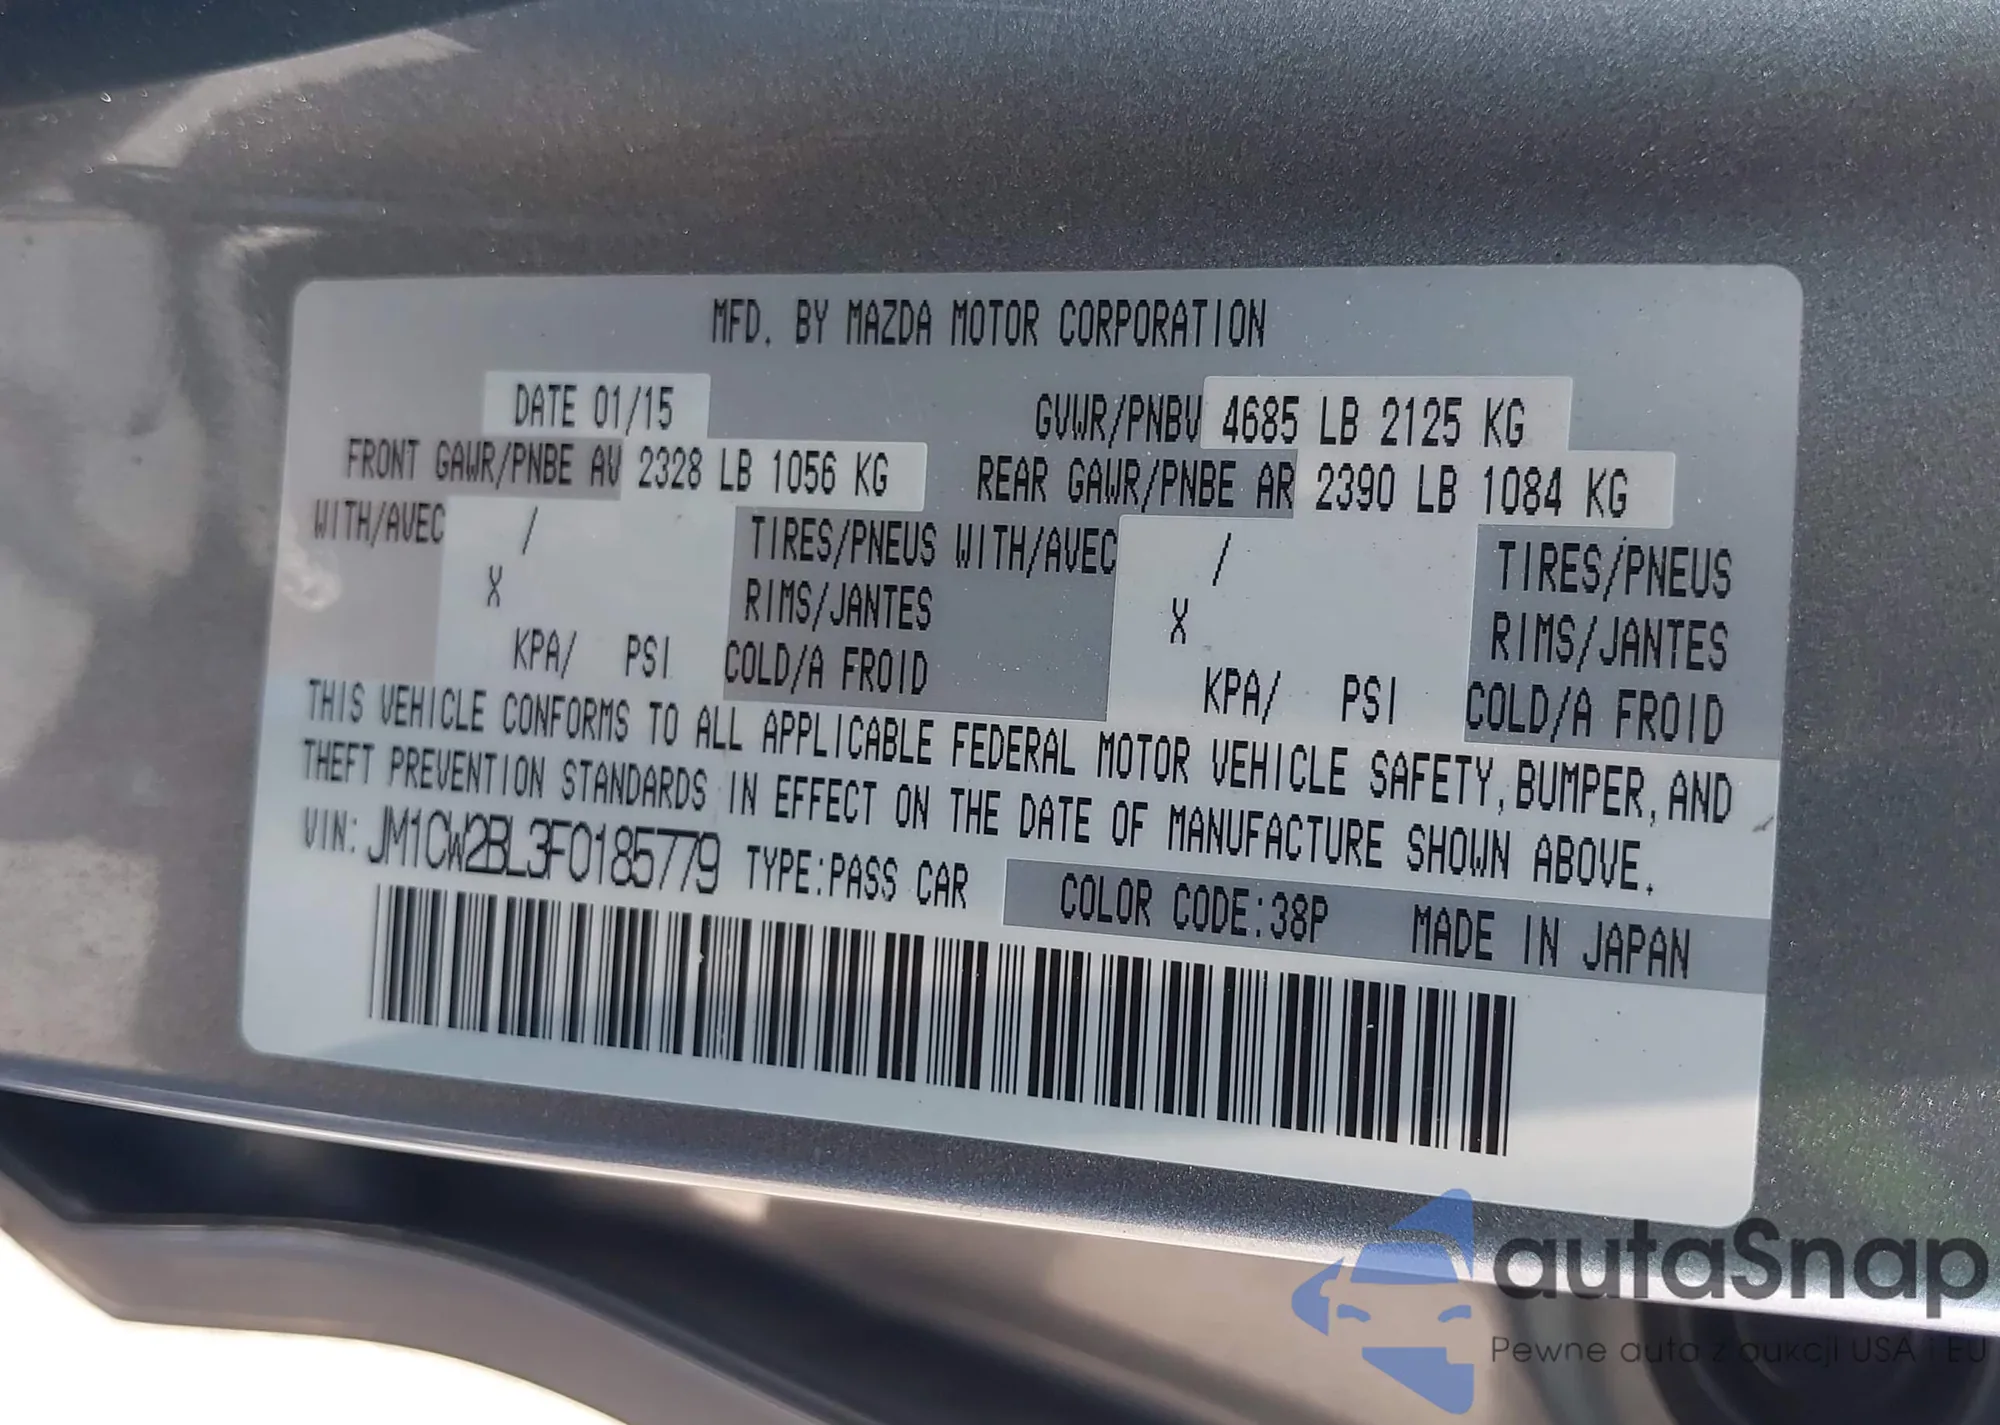 MFD. BY MAZDA MOTOR CORPORATION
DATE 01/15 GVWR/PNBV 4685 LB 2125 KG
FRONT GAWR/PNBE AV 2328 LB 1056 KG REAR GAWR/PNBE AR 2390 LB 1084 KG
WITH/AVEC / TIRES/PNEUS WITH/AVEC / TIRES/PNEUS
X RIMS/JANTES X RIMS/JANTES
KPA/ PSI COLD/A FROID KPA/ PSI COLD/A FROID
THIS VEHICLE CONFORMS TO ALL APPLICABLE FEDERAL MOTOR VEHICLE SAFETY, BUMPER, AND
THEFT PREVENTION STANDARDS IN EFFECT ON THE DATE OF MANUFACTURE SHOWN ABOVE.
VIN: JM1CW2BL3F0185779 TYPE:PASS CAR COLOR CODE:38P MADE IN JAPAN
autaSnap
Pewne auta z aukcji USA i EU